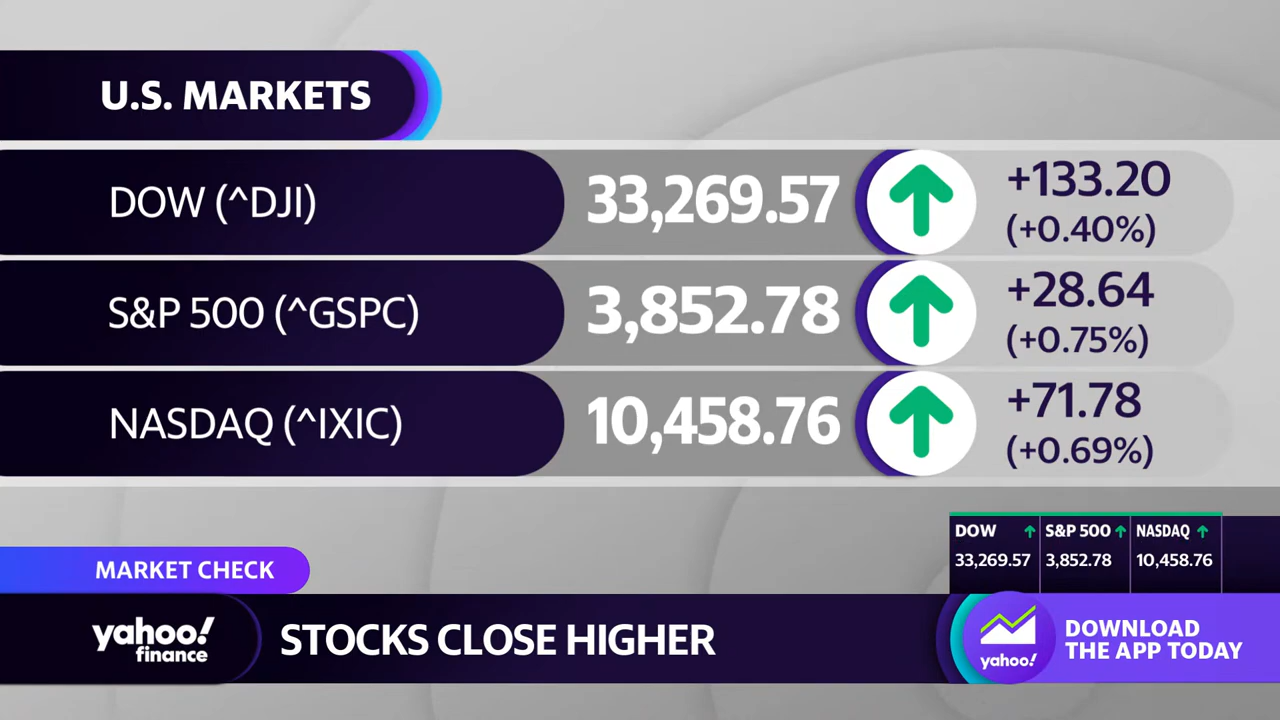 U.S. MARKETS
DOW (^DJI) 33,269.57 +133.20
(+0.40%)
S&P 500 (^GSPC) 3,852.78 +28.64
(+0.75%)
NASDAQ (^IXIC) 10,458.76 +71.78
(+0.69%)
DOW S&P 500 NASDAQ
33,269.57 3,852.78 10,458.76
MARKET CHECK
yahoo!
finance
STOCKS CLOSE HIGHER
yahoo!
DOWNLOAD
THE APP TODAY